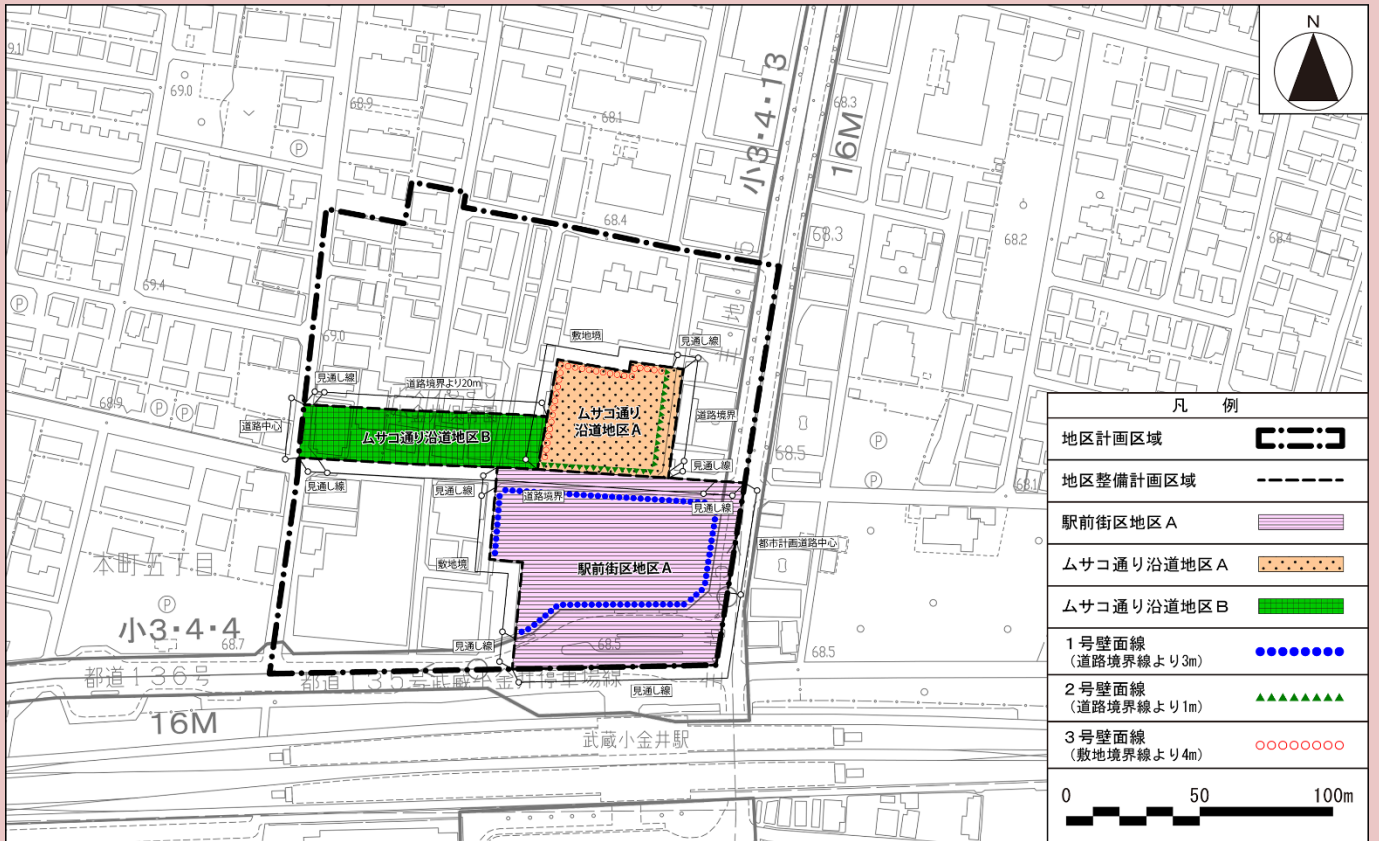 N
69.1
69.0
68.9
68.1
小3・4・13
16M
68.3
68.4
68.3
68.2
68.4
69.4
69.0
68.9
68.5
68.1
敷地境
見通し線
見通し線
道路境界より20m
道路中心
ムサコ通り沿道地区B
ムサコ通り
沿道地区A
道路境界
見通し線
見通し線
見通し線
道路境界
見通し線
都市計画道路中心
敷地境
駅前街区地区A
本町五丁目
小3・4・4
68.7
見通し線
68.5
68.5
都道136号
都道135号武蔵小金井停車場線
見通し線
16M
武蔵小金井駅
P
P
P
P
P
P
P
P
凡 例
地区計画区域
地区整備計画区域
駅前街区地区A
ムサコ通り沿道地区A
ムサコ通り沿道地区B
1号壁面線
(道路境界線より3m)
2号壁面線
(道路境界線より1m)
3号壁面線
(敷地境界線より4m)
0 50 100m